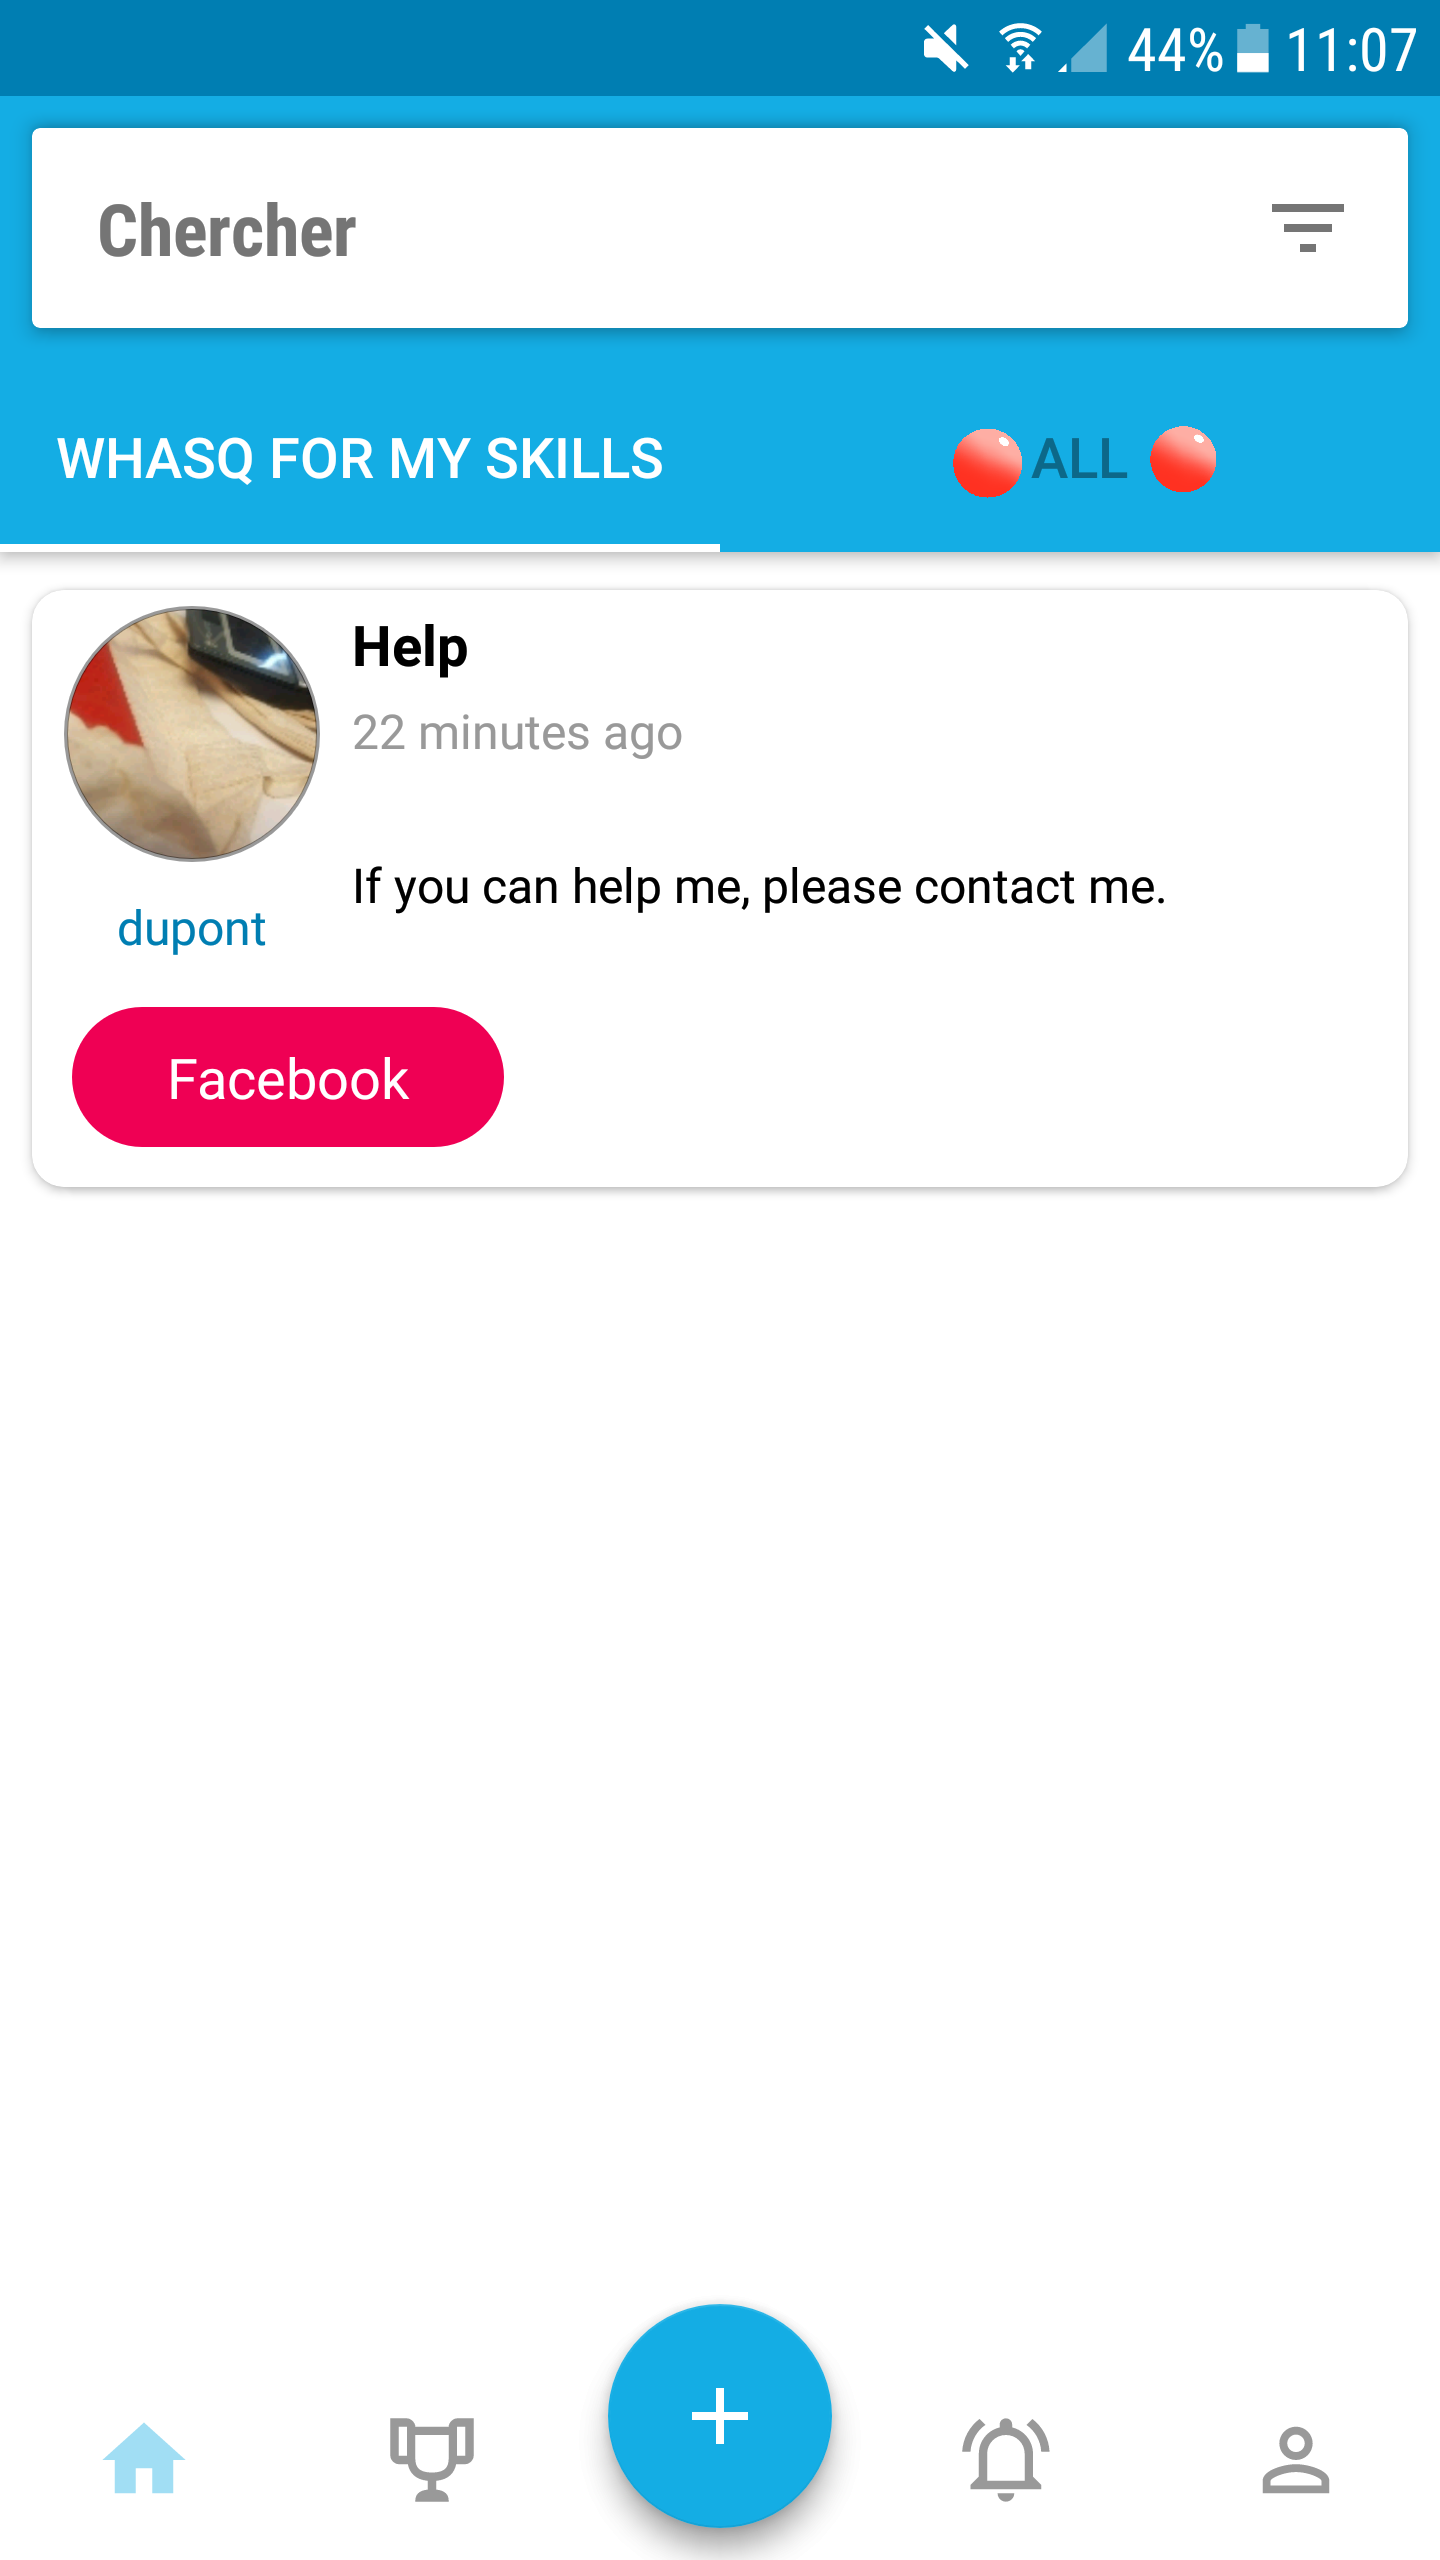 44% 11:07
Chercher
WHASQ FOR MY SKILLS ALL
Help
22 minutes ago
If you can help me, please contact me.
dupont
Facebook